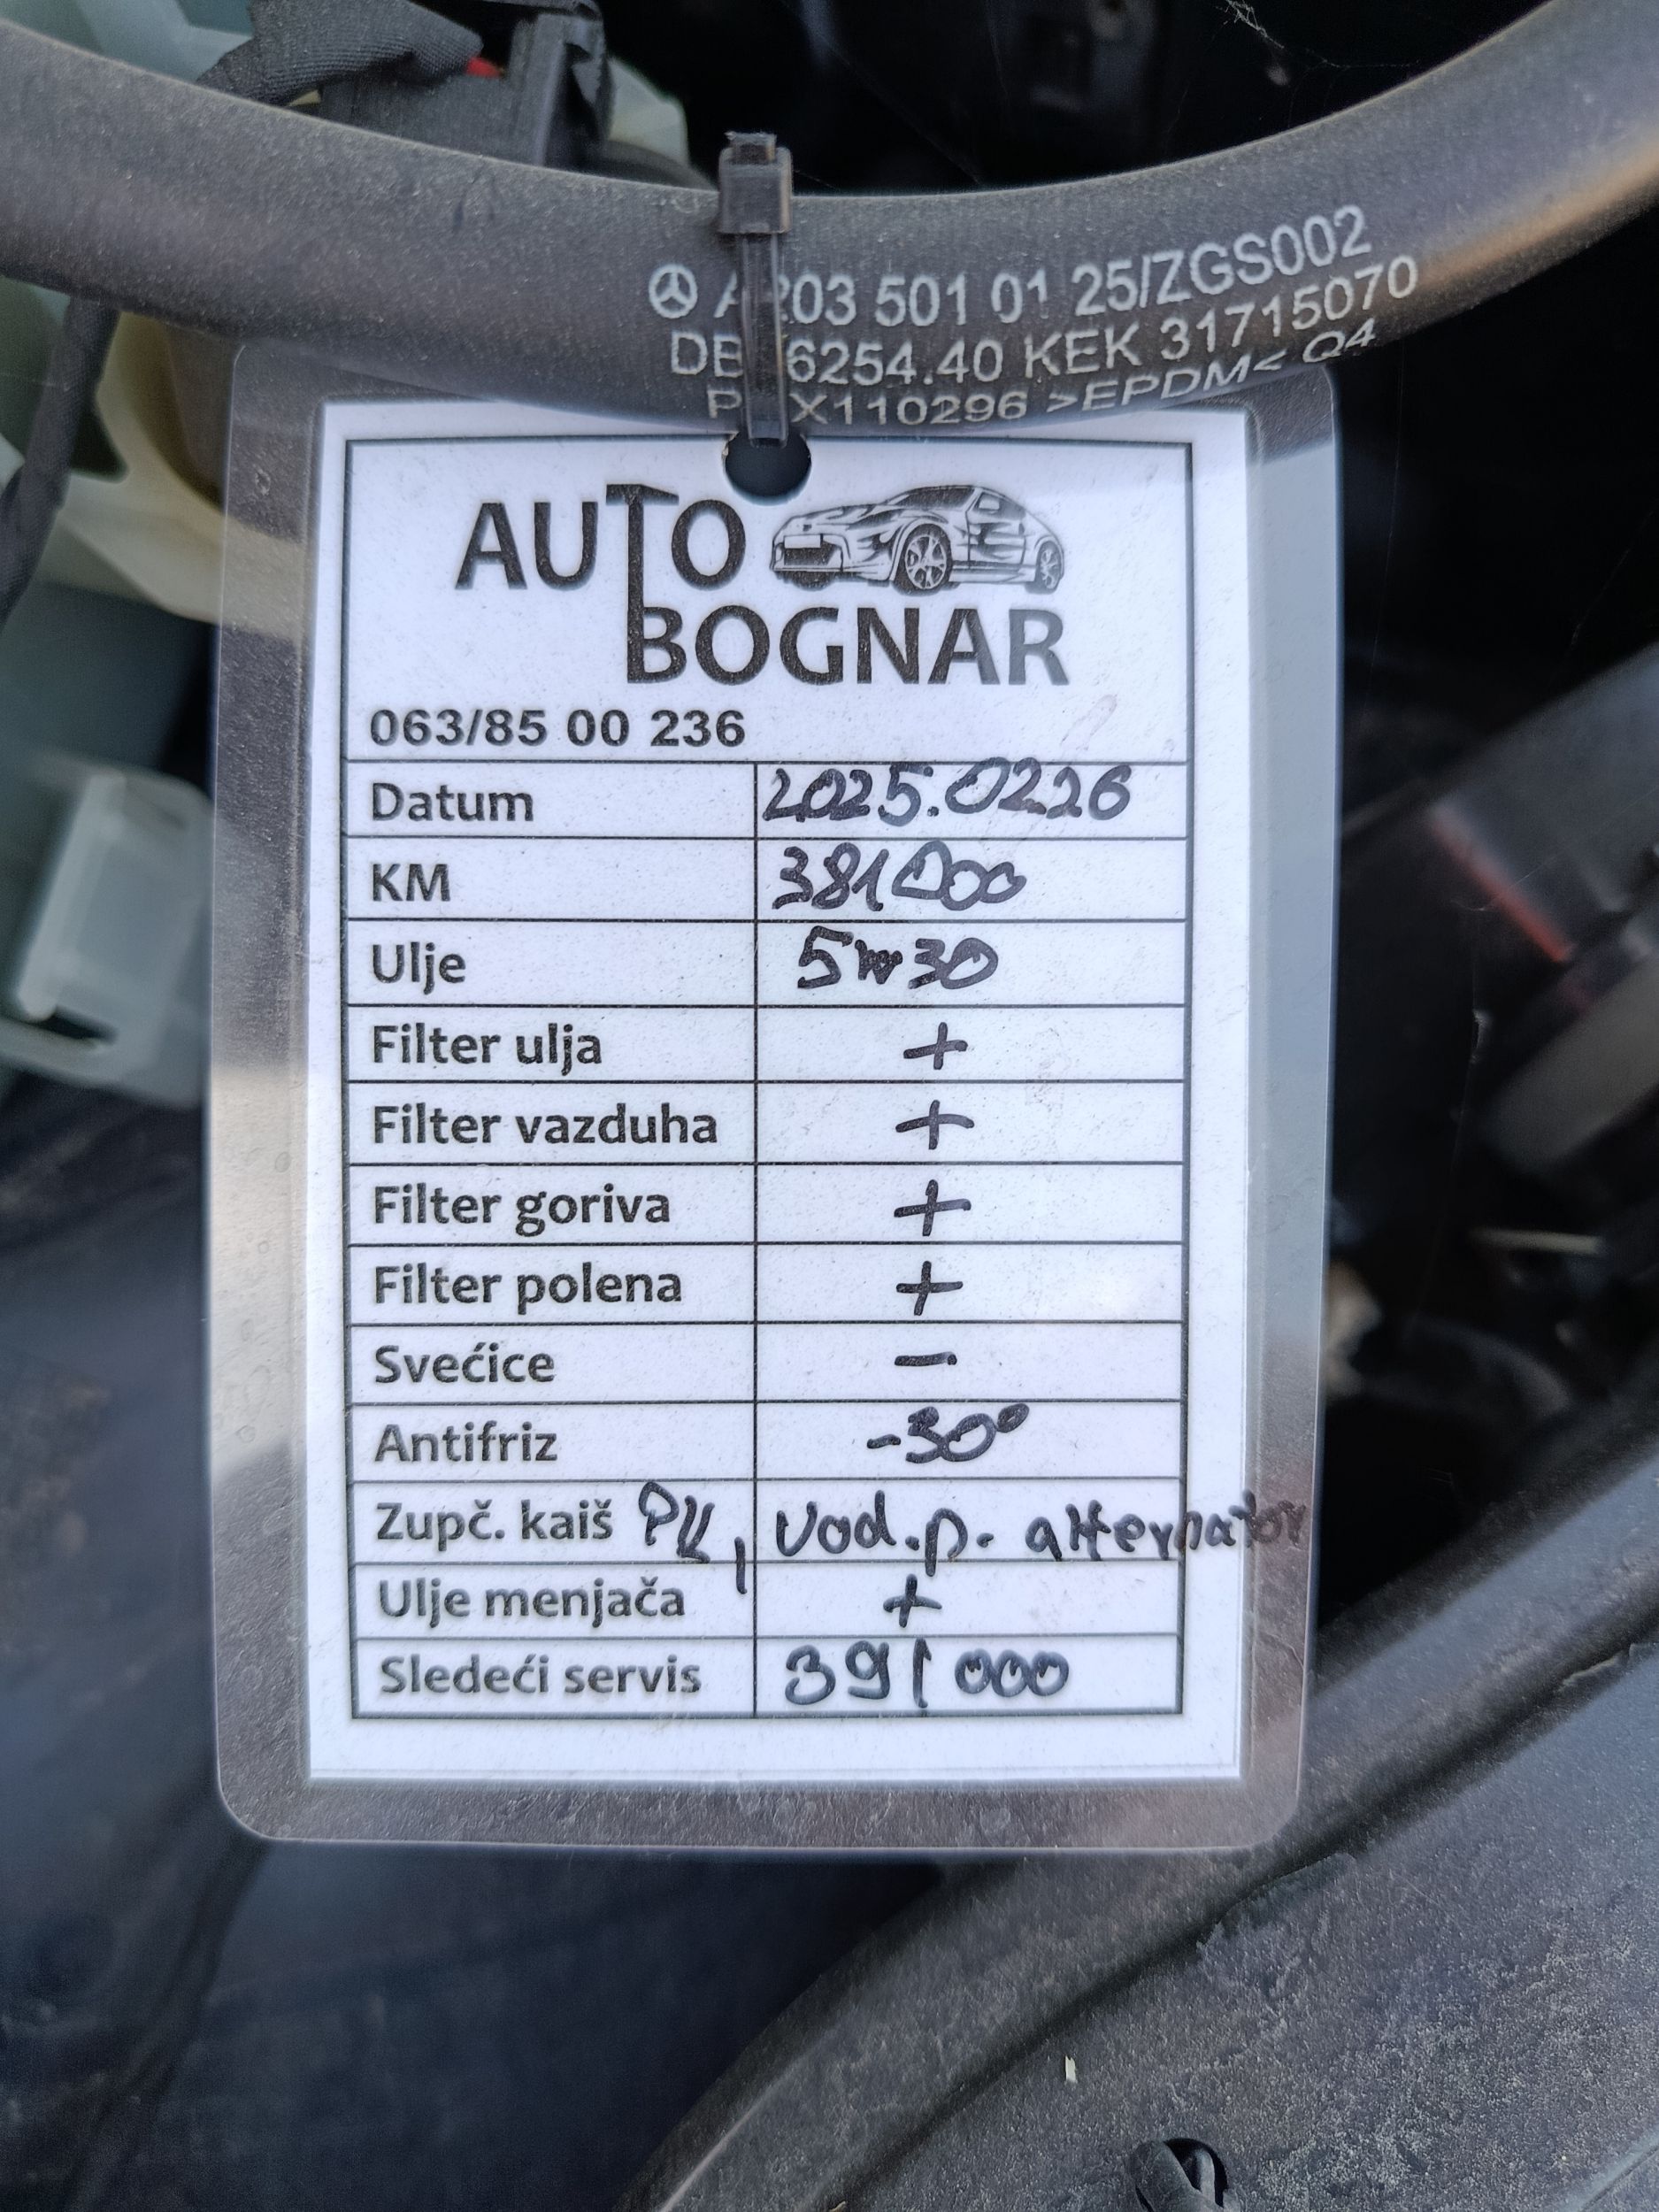 A203 501 01 25/ZGS002
DB 6254.40 KEK 31715070
P X110296 >EPDM< Q4
AUTO
BOGNAR
063/85 00 236
Datum 2025.0226
KM 381000
Ulje 5w30
Filter ulja +
Filter vazduha +
Filter goriva +
Filter polena +
Svećice -
Antifriz -30°
Zupč. kaiš PK, vod.p. alternator
Ulje menjača +
Sledeći servis 391000